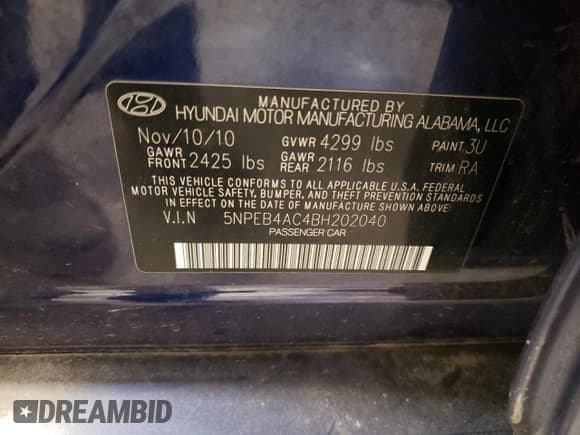 MANUFACTURED BY
HYUNDAI MOTOR MANUFACTURING ALABAMA, LLC
Nov/10/10 GVWR 4299 lbs PAINT 3U
GAWR FRONT 2425 lbs GAWR REAR 2116 lbs TRIM RA
THIS VEHICLE CONFORMS TO ALL APPLICABLE U.S.A. FEDERAL
MOTOR VEHICLE SAFETY, BUMPER, AND THEFT PREVENTION STANDARDS
IN EFFECT ON THE DATE OF MANUFACTURE SHOWN ABOVE.
V.I.N 5NPEB4AC4BH202040
PASSENGER CAR
DREAMBID